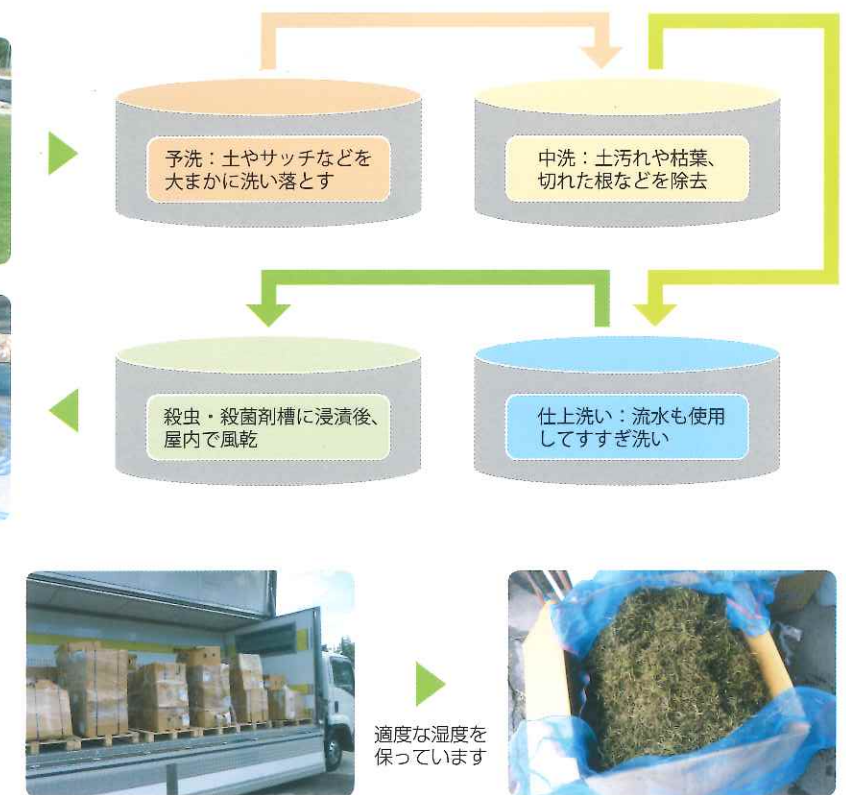 予洗：土やサッチなどを
大まかに洗い落とす
中洗：土汚れや枯葉、
切れた根などを除去
仕上洗い：流水も使用
してすすぎ洗い
殺虫・殺菌剤槽に浸漬後、
屋内で風乾
適度な湿度を
保っています